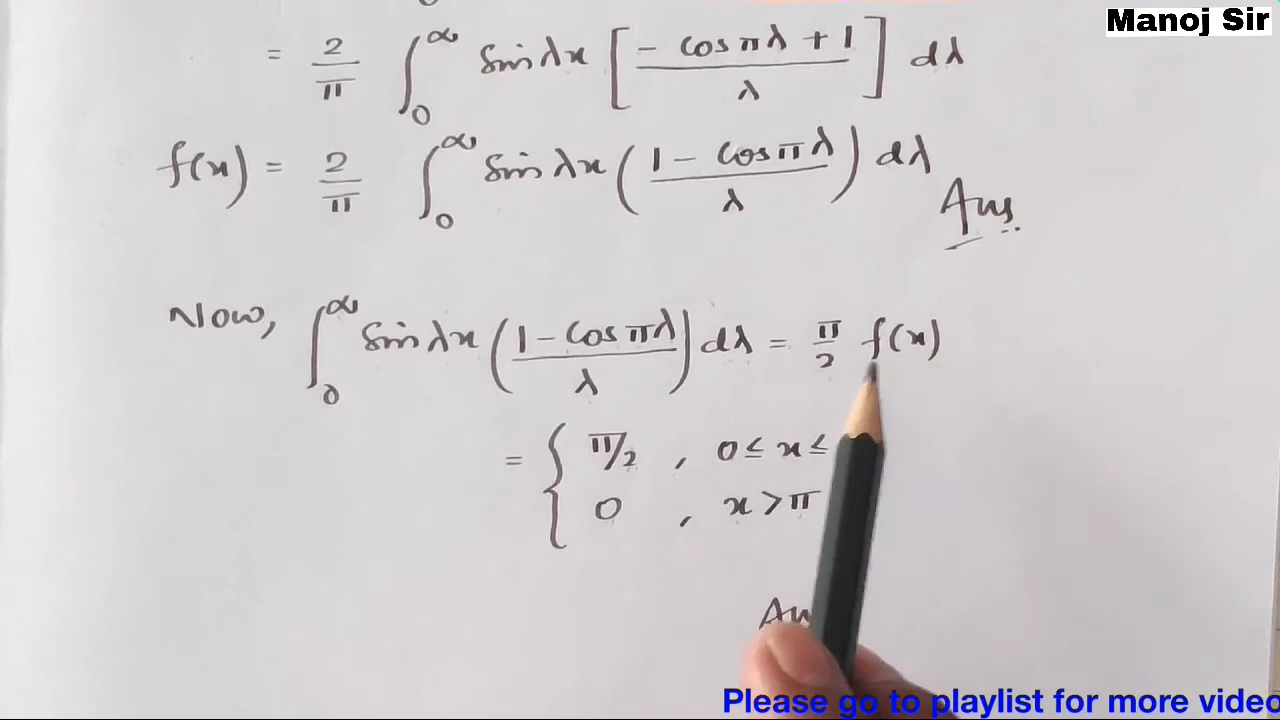 Manoj Sir
= 2/π ∫₀^∞ Sin λx [ (- cos πλ + 1)/λ ] dλ
f(x) = 2/π ∫₀^∞ Sin λx ( (1 - cos πλ)/λ ) dλ
Ans
Now, ∫₀^∞ Sin λx ( (1 - cos πλ)/λ ) dλ = π/2 f(x)
= { π/2 , 0 ≤ x ≤
0 , x > π
Please go to playlist for more video